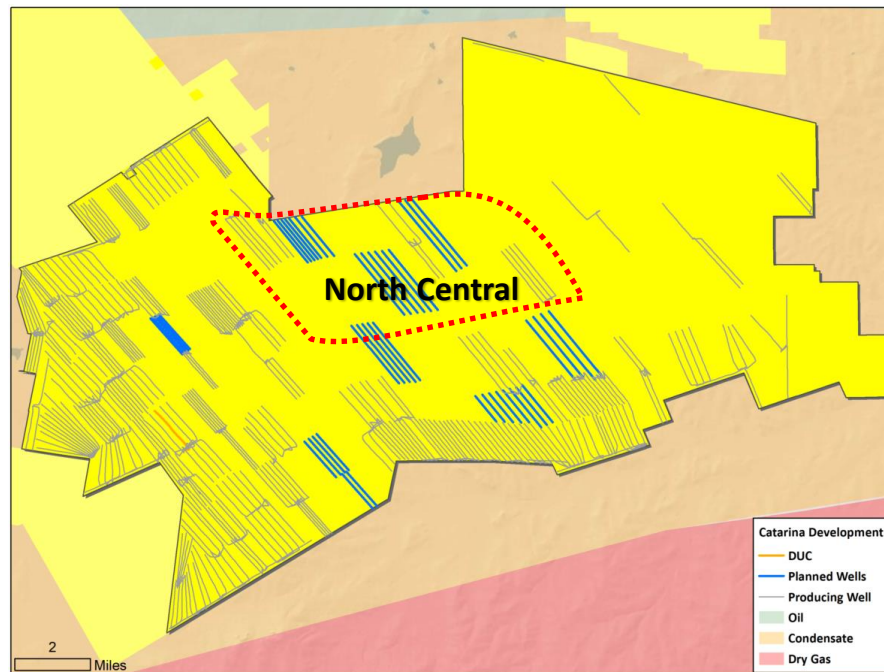 North Central
Catarina Development
DUC
Planned Wells
Producing Well
Oil
Condensate
Dry Gas
2
Miles